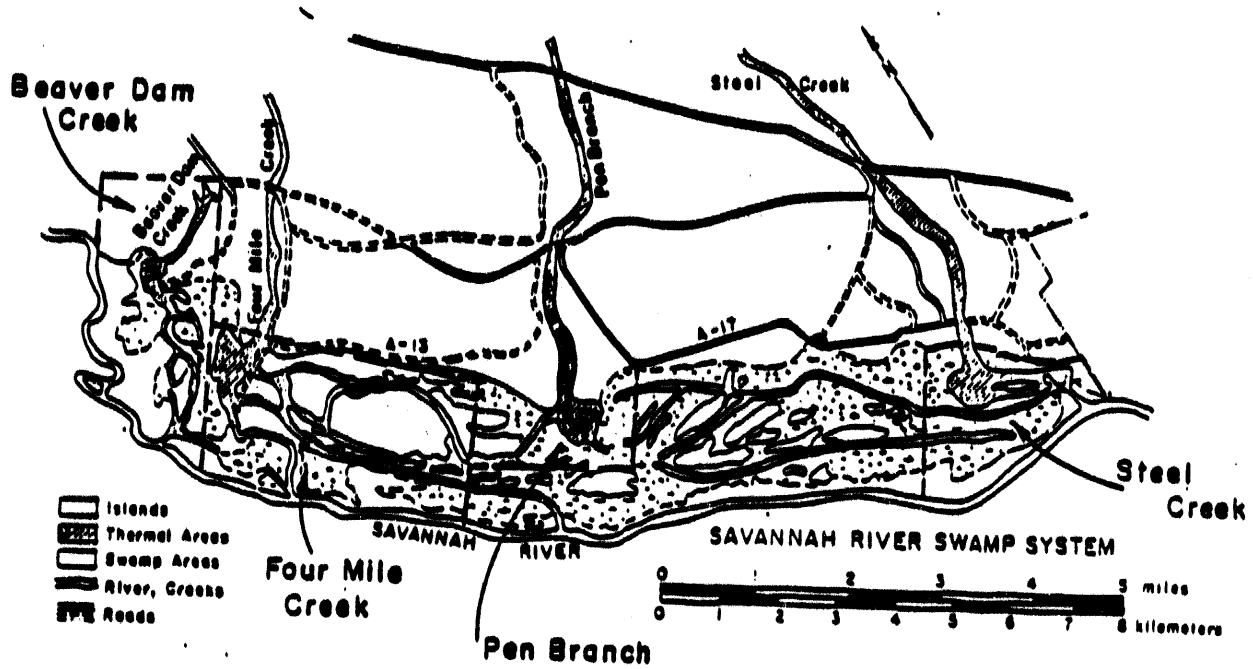 Beaver Dam
Creek
Beaver Dam
Creek
Four Mile
Creek
Pen Branch
Steel Creek
N
A-13
A-17
Islands
Thermal Areas
Swamp Areas
River, Creeks
Roads
SAVANNAH RIVER
SAVANNAH RIVER SWAMP SYSTEM
Four Mile
Creek
Pen Branch
Steel
Creek
0 1 2 3 4 5 miles
0 1 2 3 4 5 6 7 8 kilometers